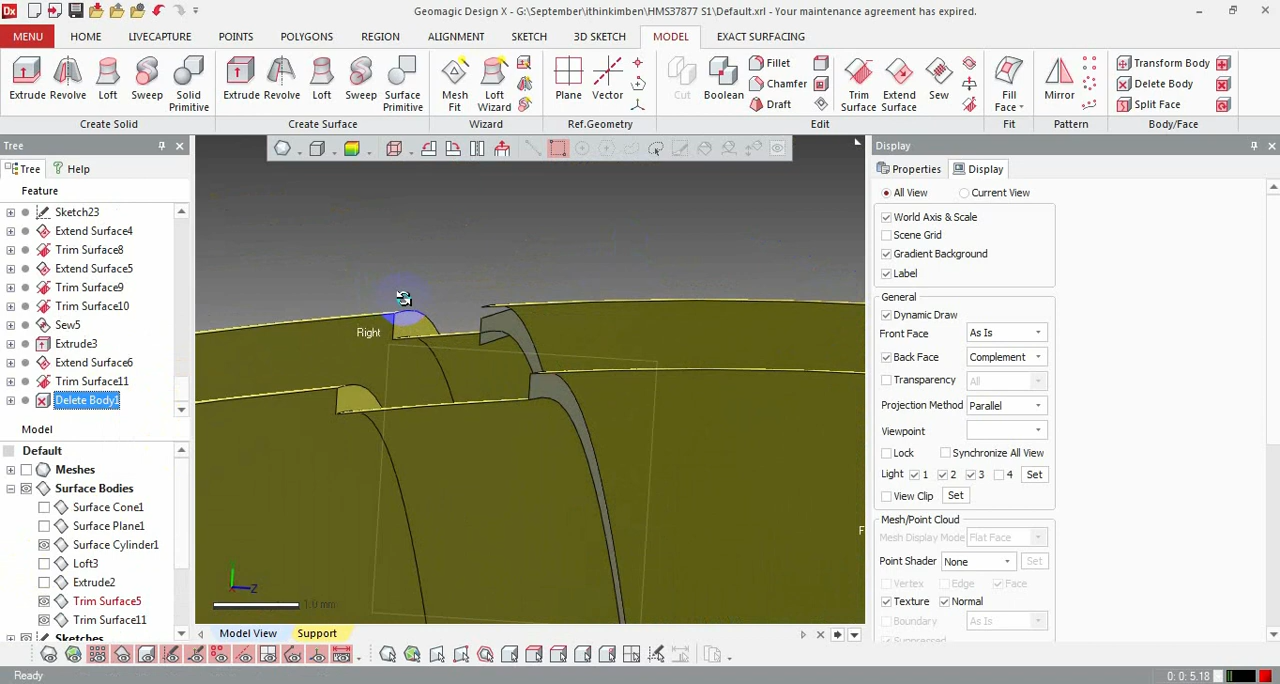 Dx
Geomagic Design X - G:\September\ithinkimben\HMS37877 S1\Default.xrl - Your maintenance agreement has expired.
MENU HOME LIVECAPTURE POINTS POLYGONS REGION ALIGNMENT SKETCH 3D SKETCH MODEL EXACT SURFACING
Extrude Revolve Loft Sweep Solid Primitive
Create Solid
Extrude Revolve Loft Sweep Surface Primitive
Create Surface
Mesh Fit Loft Wizard
Wizard
Plane Vector
Ref.Geometry
Cut Boolean Fillet Chamfer Draft Trim Surface Extend Surface Sew
Edit
Fill Face
Fit
Mirror
Pattern
Transform Body
Delete Body
Split Face
Body/Face
Tree
Tree Help
Feature
Sketch23
Extend Surface4
Trim Surface8
Extend Surface5
Trim Surface9
Trim Surface10
Sew5
Extrude3
Extend Surface6
Trim Surface11
Delete Body1
Model
Default
Meshes
Surface Bodies
Surface Cone1
Surface Plane1
Surface Cylinder1
Loft3
Extrude2
Trim Surface5
Trim Surface11
Sketches
Right
F
Z
1.0 mm
Model View Support
Display
Properties Display
All View Current View
World Axis & Scale
Scene Grid
Gradient Background
Label
General
Dynamic Draw
Front Face As Is
Back Face Complement
Transparency All
Projection Method Parallel
Viewpoint
Lock Synchronize All View
Light 1 2 3 4 Set
View Clip Set
Mesh/Point Cloud
Mesh Display Mode Flat Face
Point Shader None Set
Vertex Edge Face
Texture Normal
Boundary As Is
Suppressed
Ready
0: 0: 5.18